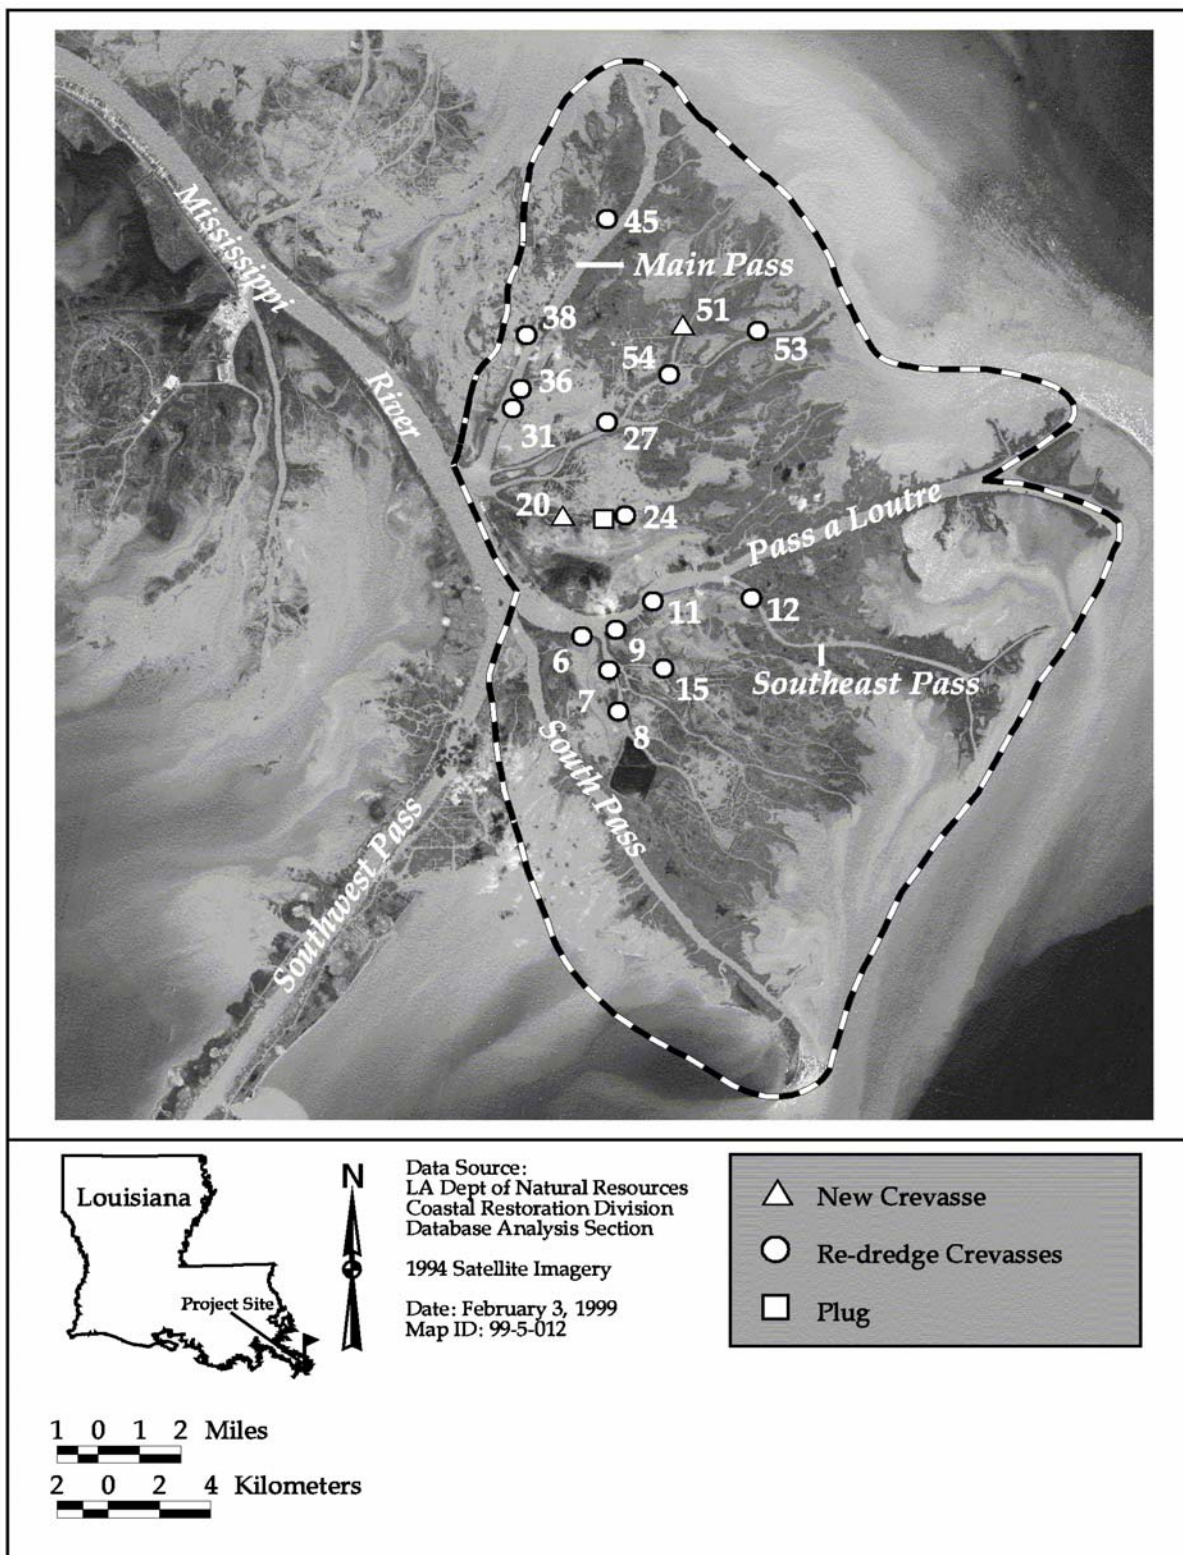 Mississippi
River
45
Main Pass
51
38
53
54
36
31
27
20
24
Pass a Loutre
11
12
6
9
7
15
Southeast Pass
8
South Pass
Southwest Pass
Louisiana
Project Site
N
Data Source:
LA Dept of Natural Resources
Coastal Restoration Division
Database Analysis Section
1994 Satellite Imagery
Date: February 3, 1999
Map ID: 99-5-012
New Crevasse
Re-dredge Crevasses
Plug
1 0 1 2 Miles
2 0 2 4 Kilometers